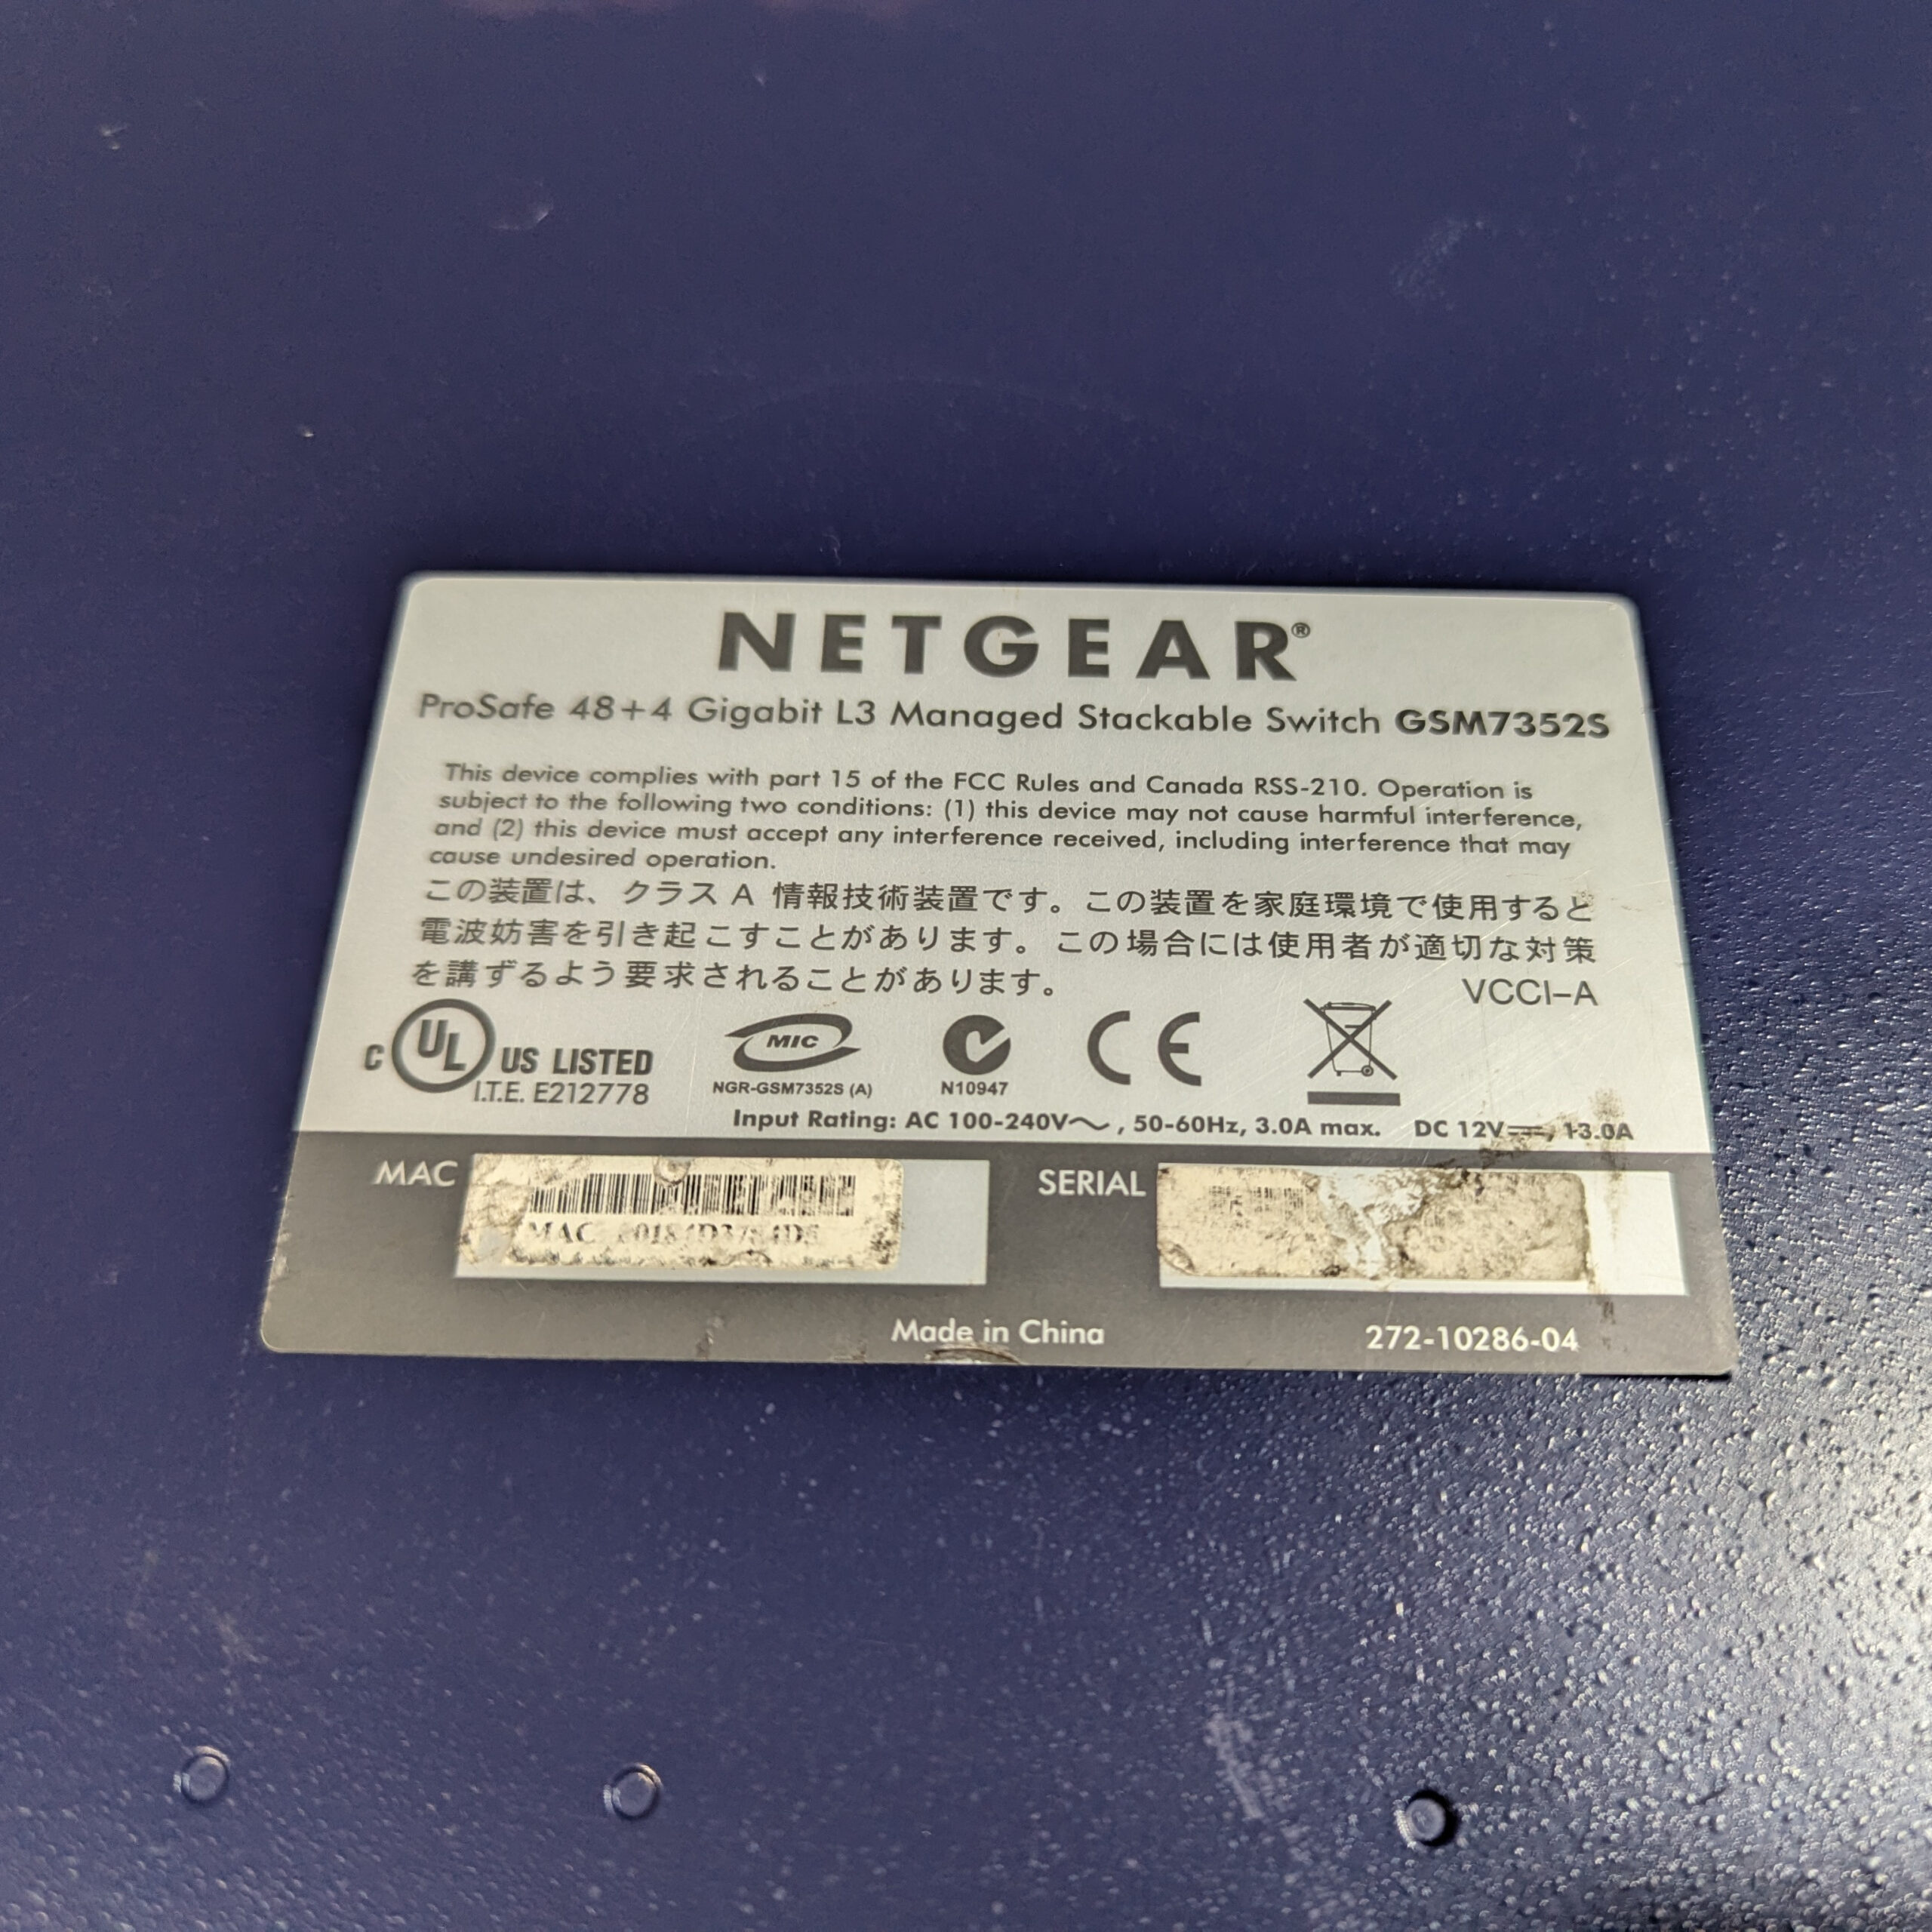 NETGEAR®
ProSafe 48+4 Gigabit L3 Managed Stackable Switch GSM7352S
This device complies with part 15 of the FCC Rules and Canada RSS-210. Operation is
subject to the following two conditions: (1) this device may not cause harmful interference,
and (2) this device must accept any interference received, including interference that may
cause undesired operation.
この装置は、クラス A 情報技術装置です。この装置を家庭環境で使用すると
電波妨害を引き起こすことがあります。この場合には使用者が適切な対策
を講ずるよう要求されることがあります。
VCCI-A
C UL US LISTED
I.T.E. E212778
MIC
NGR-GSM7352S (A)
N10947
CE
Input Rating: AC 100-240V～, 50-60Hz, 3.0A max. DC 12V⎓, 13.0A
MAC
MAC
SERIAL
Made in China
272-10286-04